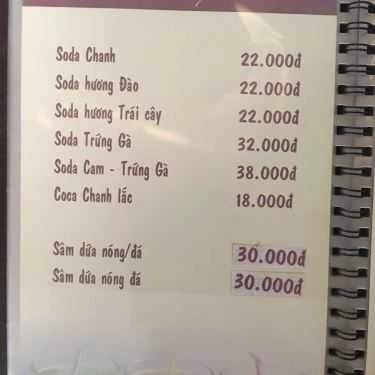 Soda Chanh 22.000đ
Soda hương Đào 22.000đ
Soda hương Trái cây 22.000đ
Soda Trứng Gà 32.000đ
Soda Cam - Trứng Gà 38.000đ
Coca Chanh lắc 18.000đ
Sâm dứa nóng/đá 30.000đ
Sâm dứa nóng đá 30.000đ